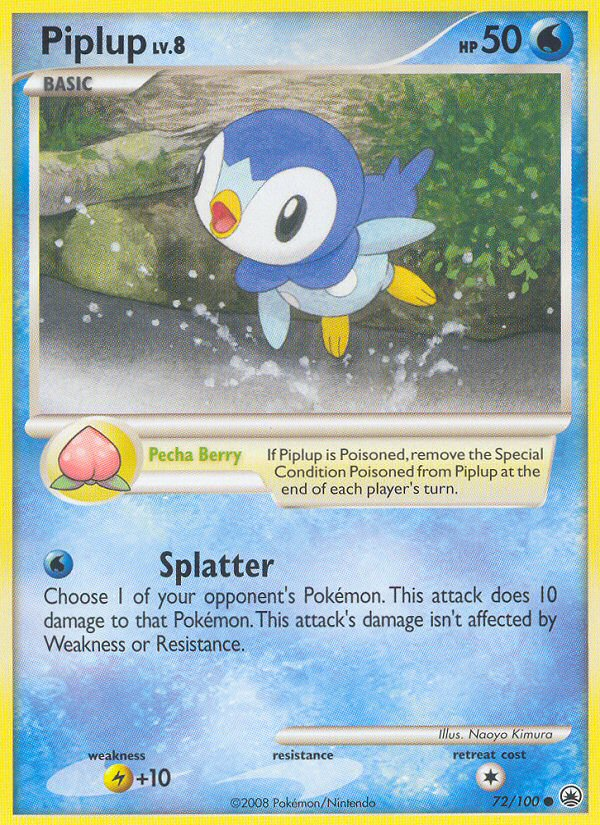 Piplup LV.8
HP 50
BASIC
Pecha Berry
If Piplup is Poisoned, remove the Special
Condition Poisoned from Piplup at the
end of each player's turn.
Splatter
Choose 1 of your opponent's Pokémon. This attack does 10
damage to that Pokémon. This attack's damage isn't affected by
Weakness or Resistance.
Illus. Naoyo Kimura
weakness
resistance
retreat cost
+10
©2008 Pokémon/Nintendo
72/100